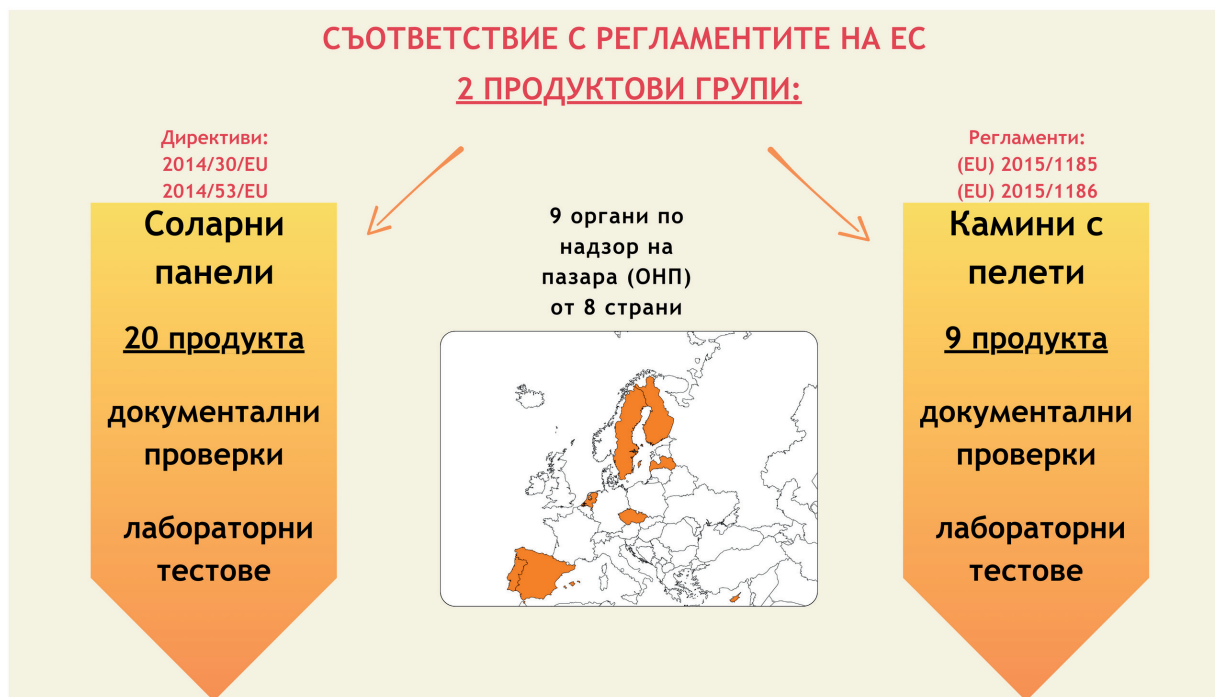 СЪОТВЕТСТВИЕ С РЕГЛАМЕНТИТЕ НА ЕС
2 ПРОДУКТОВИ ГРУПИ:
Директиви:
2014/30/EU
2014/53/EU
Соларни
панели
20 продукта
документални
проверки
лабораторни
тестове
9 органи по
надзор на
пазара (ОНП)
от 8 страни
Регламенти:
(EU) 2015/1185
(EU) 2015/1186
Камини с
пелети
9 продукта
документални
проверки
лабораторни
тестове